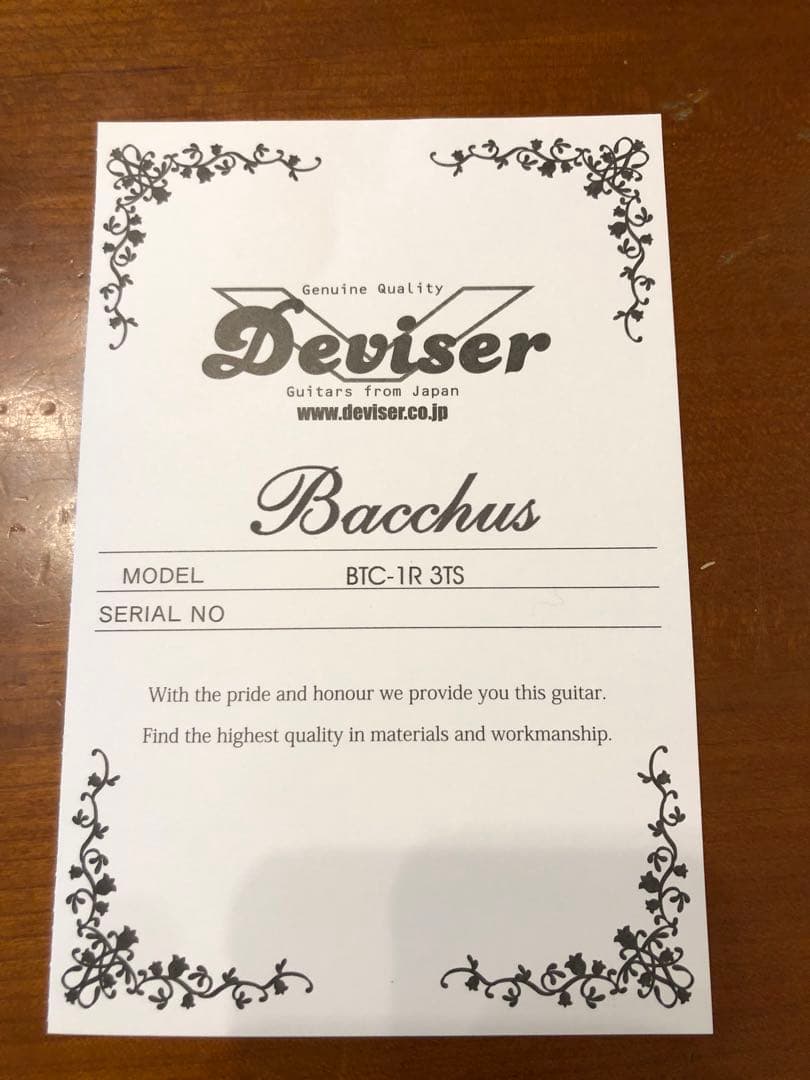 Genuine Quality
Deviser
Guitars from Japan
www.deviser.co.jp
Bacchus
MODEL BTC-1R 3TS
SERIAL NO
With the pride and honour we provide you this guitar.
Find the highest quality in materials and workmanship.